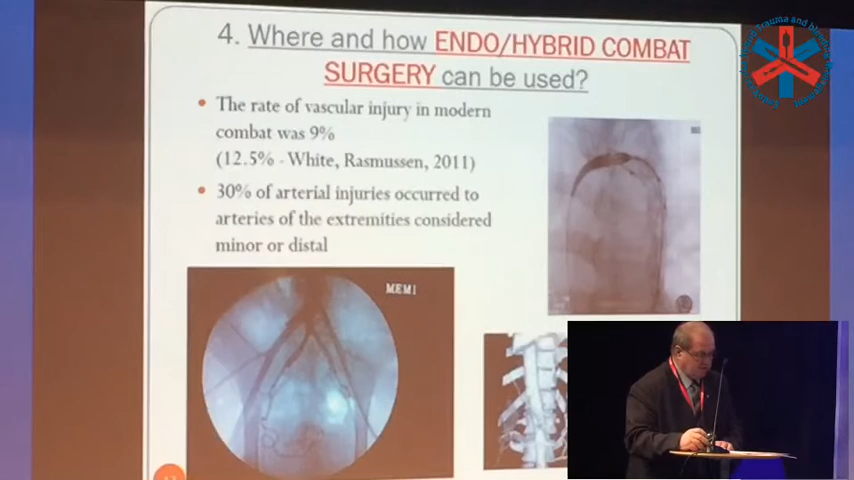 4. Where and how ENDO/HYBRID COMBAT
SURGERY can be used?
• The rate of vascular injury in modern
combat was 9%
(12.5% - White, Rasmussen, 2011)
• 30% of arterial injuries occurred to
arteries of the extremities considered
minor or distal
MEM1